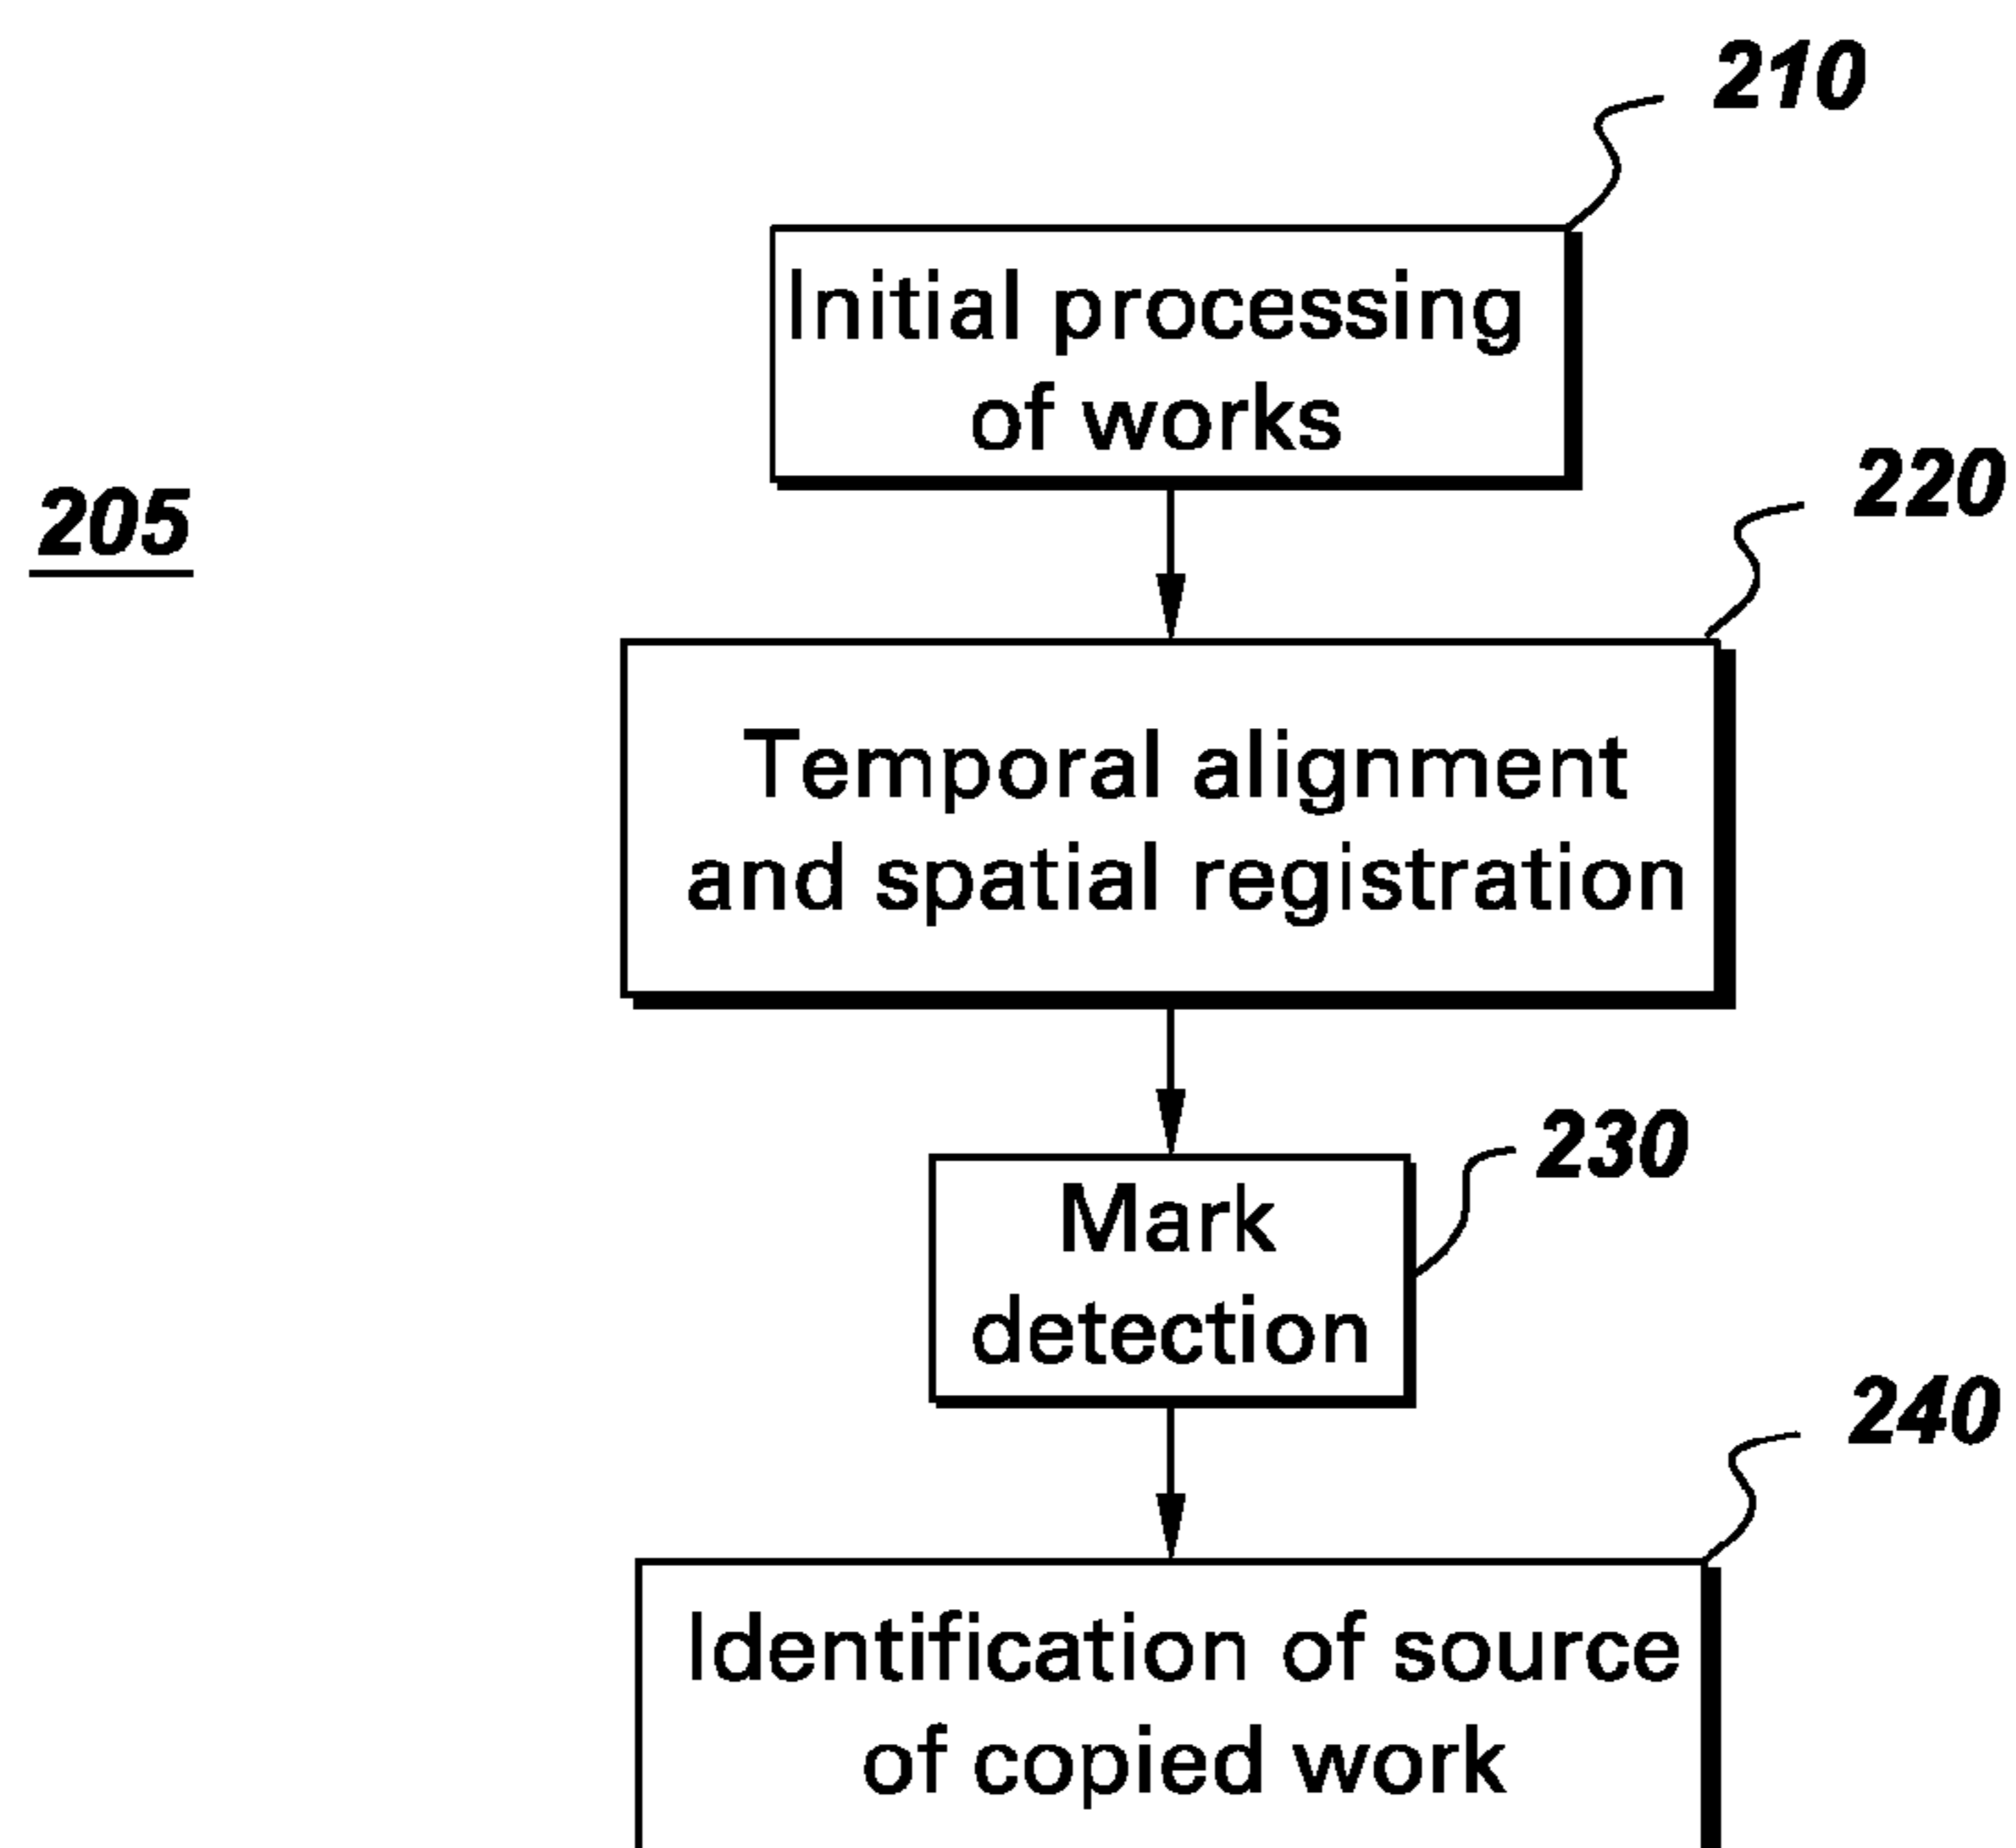 210
Initial processing
of works
205
220
Temporal alignment
and spatial registration
230
Mark
detection
240
Identification of source
of copied work